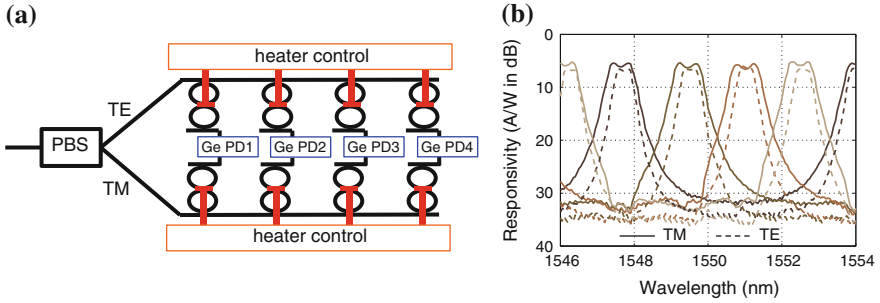 (a)
heater control
TE
PBS
TM
Ge PD1 Ge PD2 Ge PD3 Ge PD4
heater control
(b)
Responsivity (A/W in dB)
0
10
20
30
40
TM TE
1546 1548 1550 1552 1554
Wavelength (nm)